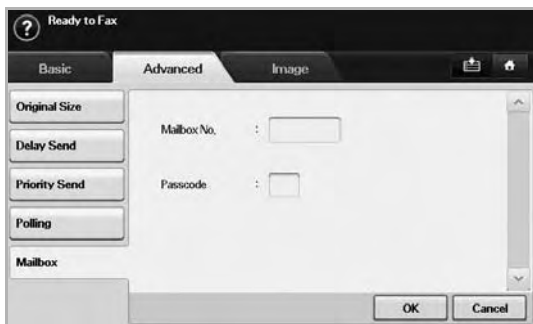 ? Ready to Fax
Basic Advanced Image
Original Size
Delay Send
Priority Send
Polling
Mailbox
Mailbox No. :
Passcode :
OK Cancel